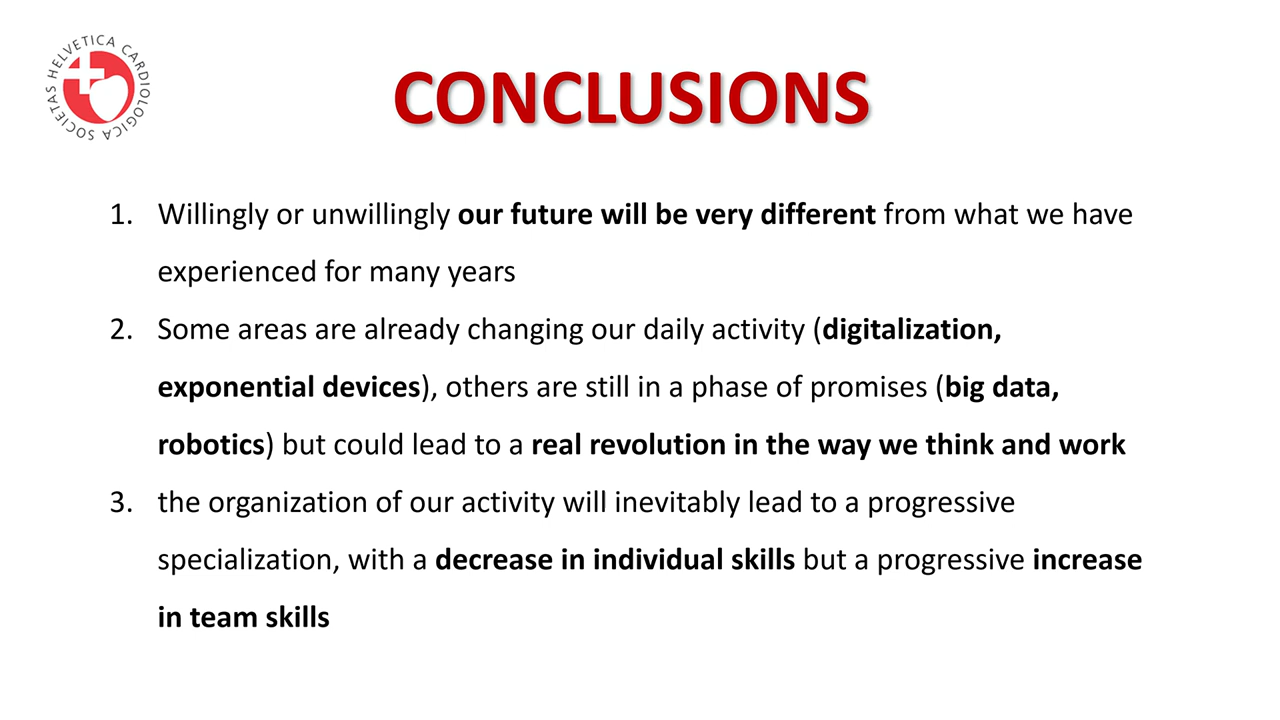 SOCIETAS HELVETICA CARDIOLOGICA
CONCLUSIONS
1. Willingly or unwillingly our future will be very different from what we have
experienced for many years
2. Some areas are already changing our daily activity (digitalization,
exponential devices), others are still in a phase of promises (big data,
robotics) but could lead to a real revolution in the way we think and work
3. the organization of our activity will inevitably lead to a progressive
specialization, with a decrease in individual skills but a progressive increase
in team skills